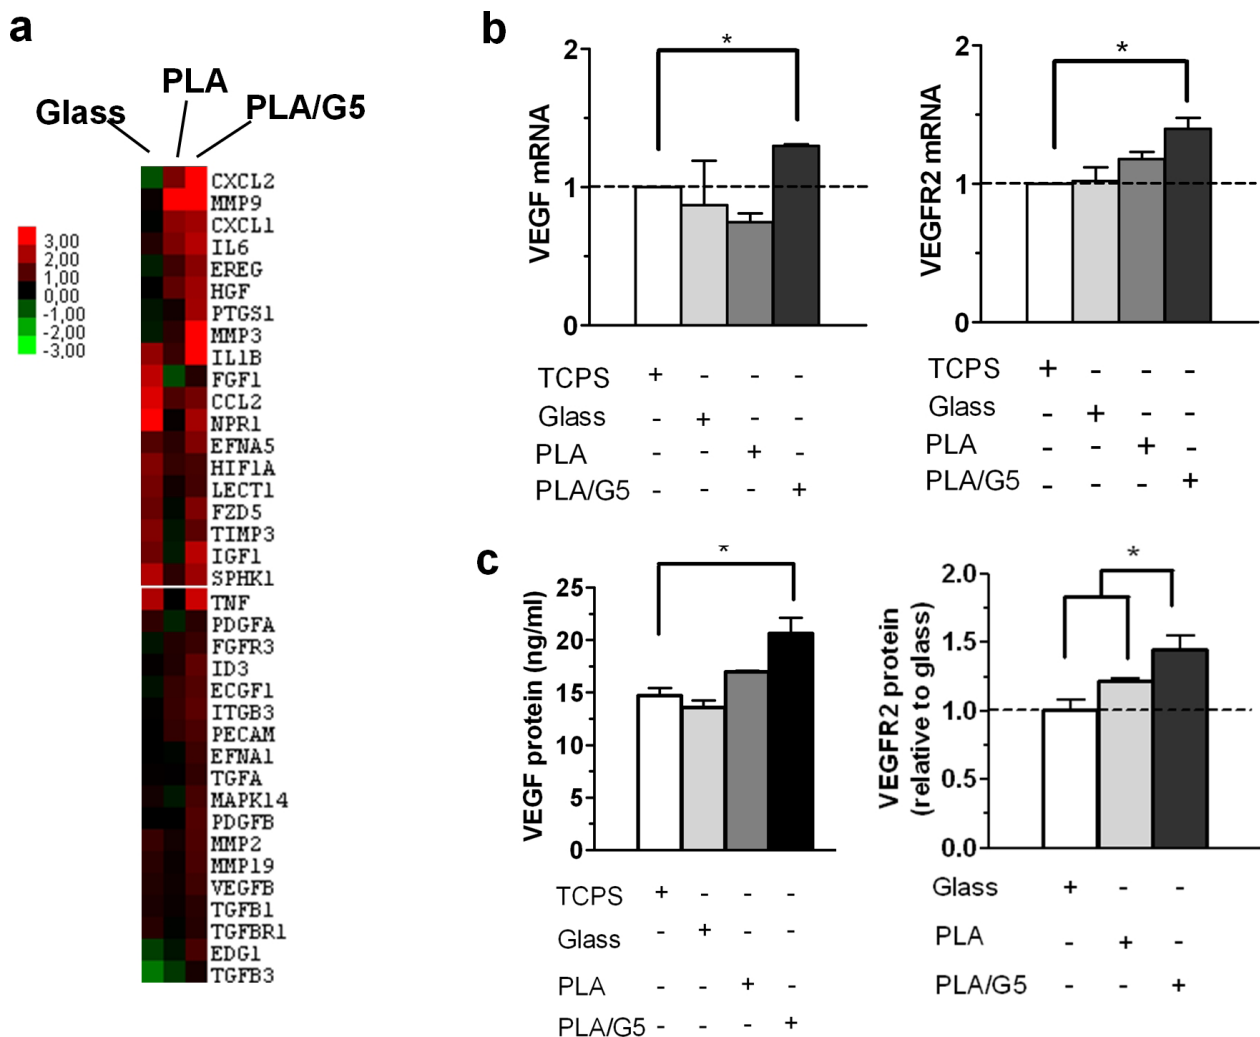 a
Glass
PLA
PLA/G5
3,00
2,00
1,00
0,00
-1,00
-2,00
-3,00
CXCL2
MMP9
CXCL1
IL6
EREG
HGF
PTGS1
MMP3
IL1B
FGF1
CCL2
NPR1
EFNA5
HIF1A
LECT1
FZD5
TIMP3
IGF1
SPHK1
TNF
PDGFA
FGFR3
ID3
ECGF1
ITGB3
PECAM
EFNA1
TGFA
MAPK14
PDGFB
MMP2
MMP19
VEGFB
TGFB1
TGFBR1
EDG1
TGFB3
b
VEGF mRNA
2
1
0
*
TCPS + - - -
Glass - + - -
PLA - - + -
PLA/G5 - - - +
VEGFR2 mRNA
2
1
0
*
TCPS + - - -
Glass - + - -
PLA - - + -
PLA/G5 - - - +
c
VEGF protein (ng/ml)
25
20
15
10
5
0
*
TCPS + - - -
Glass - + - -
PLA - - + -
PLA/G5 - - - +
VEGFR2 protein
(relative to glass)
2.0
1.5
1.0
0.5
0.0
*
Glass + - -
PLA - + -
PLA/G5 - - +